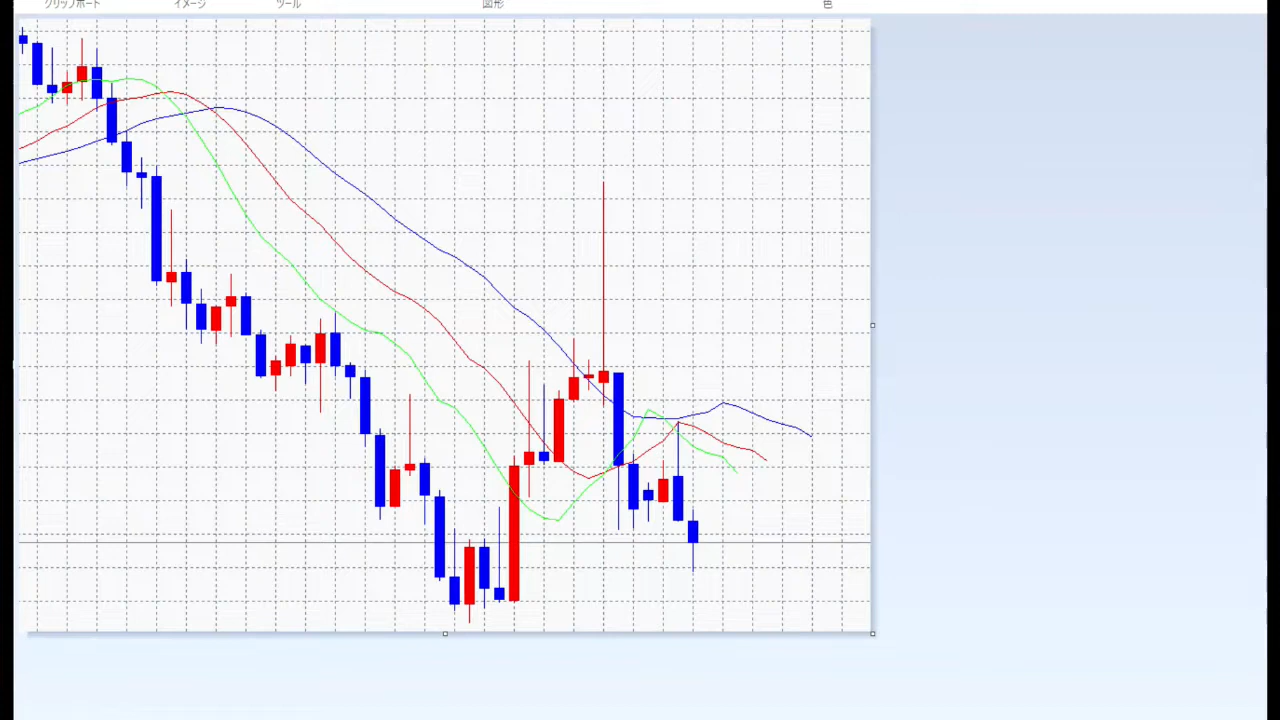 クリップボード
イメージ
ツール
図形
色